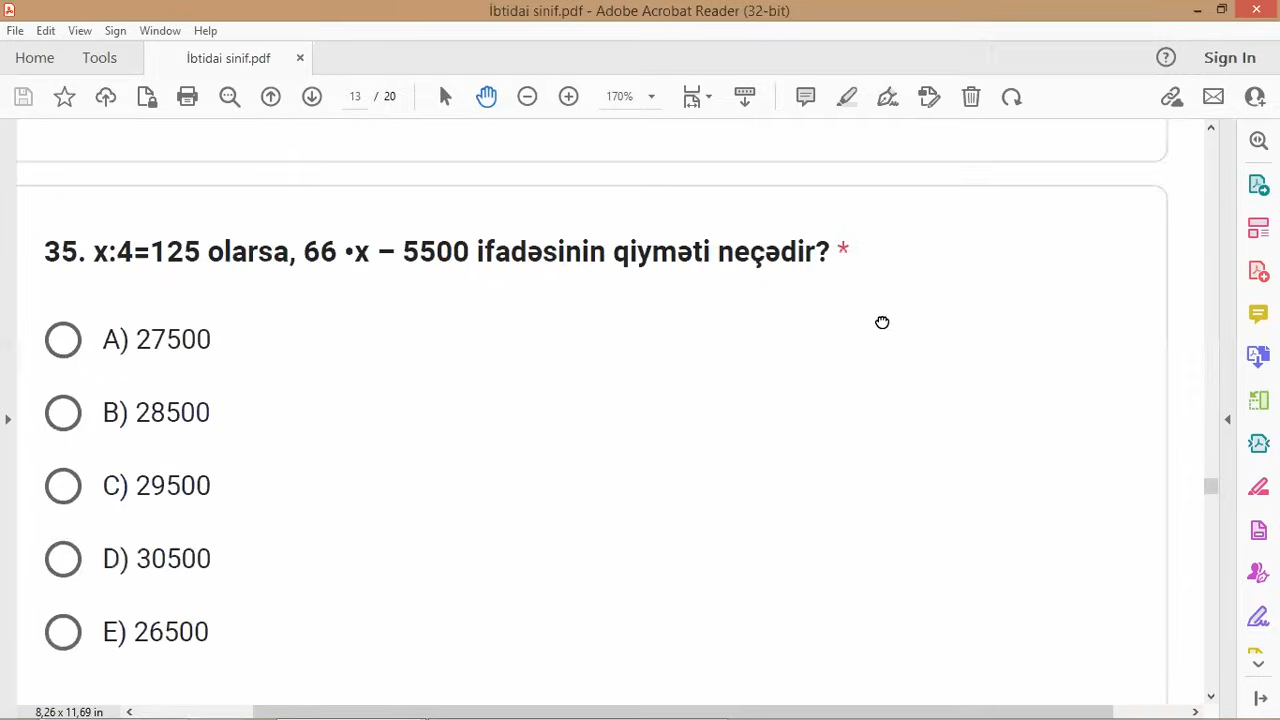 İbtidai sinif.pdf - Adobe Acrobat Reader (32-bit)
File Edit View Sign Window Help
Home Tools İbtidai sinif.pdf × Sign In
13 / 20 170%
35. x:4=125 olarsa, 66 •x – 5500 ifadəsinin qiyməti neçədir? *
A) 27500
B) 28500
C) 29500
D) 30500
E) 26500
8,26 x 11,69 in